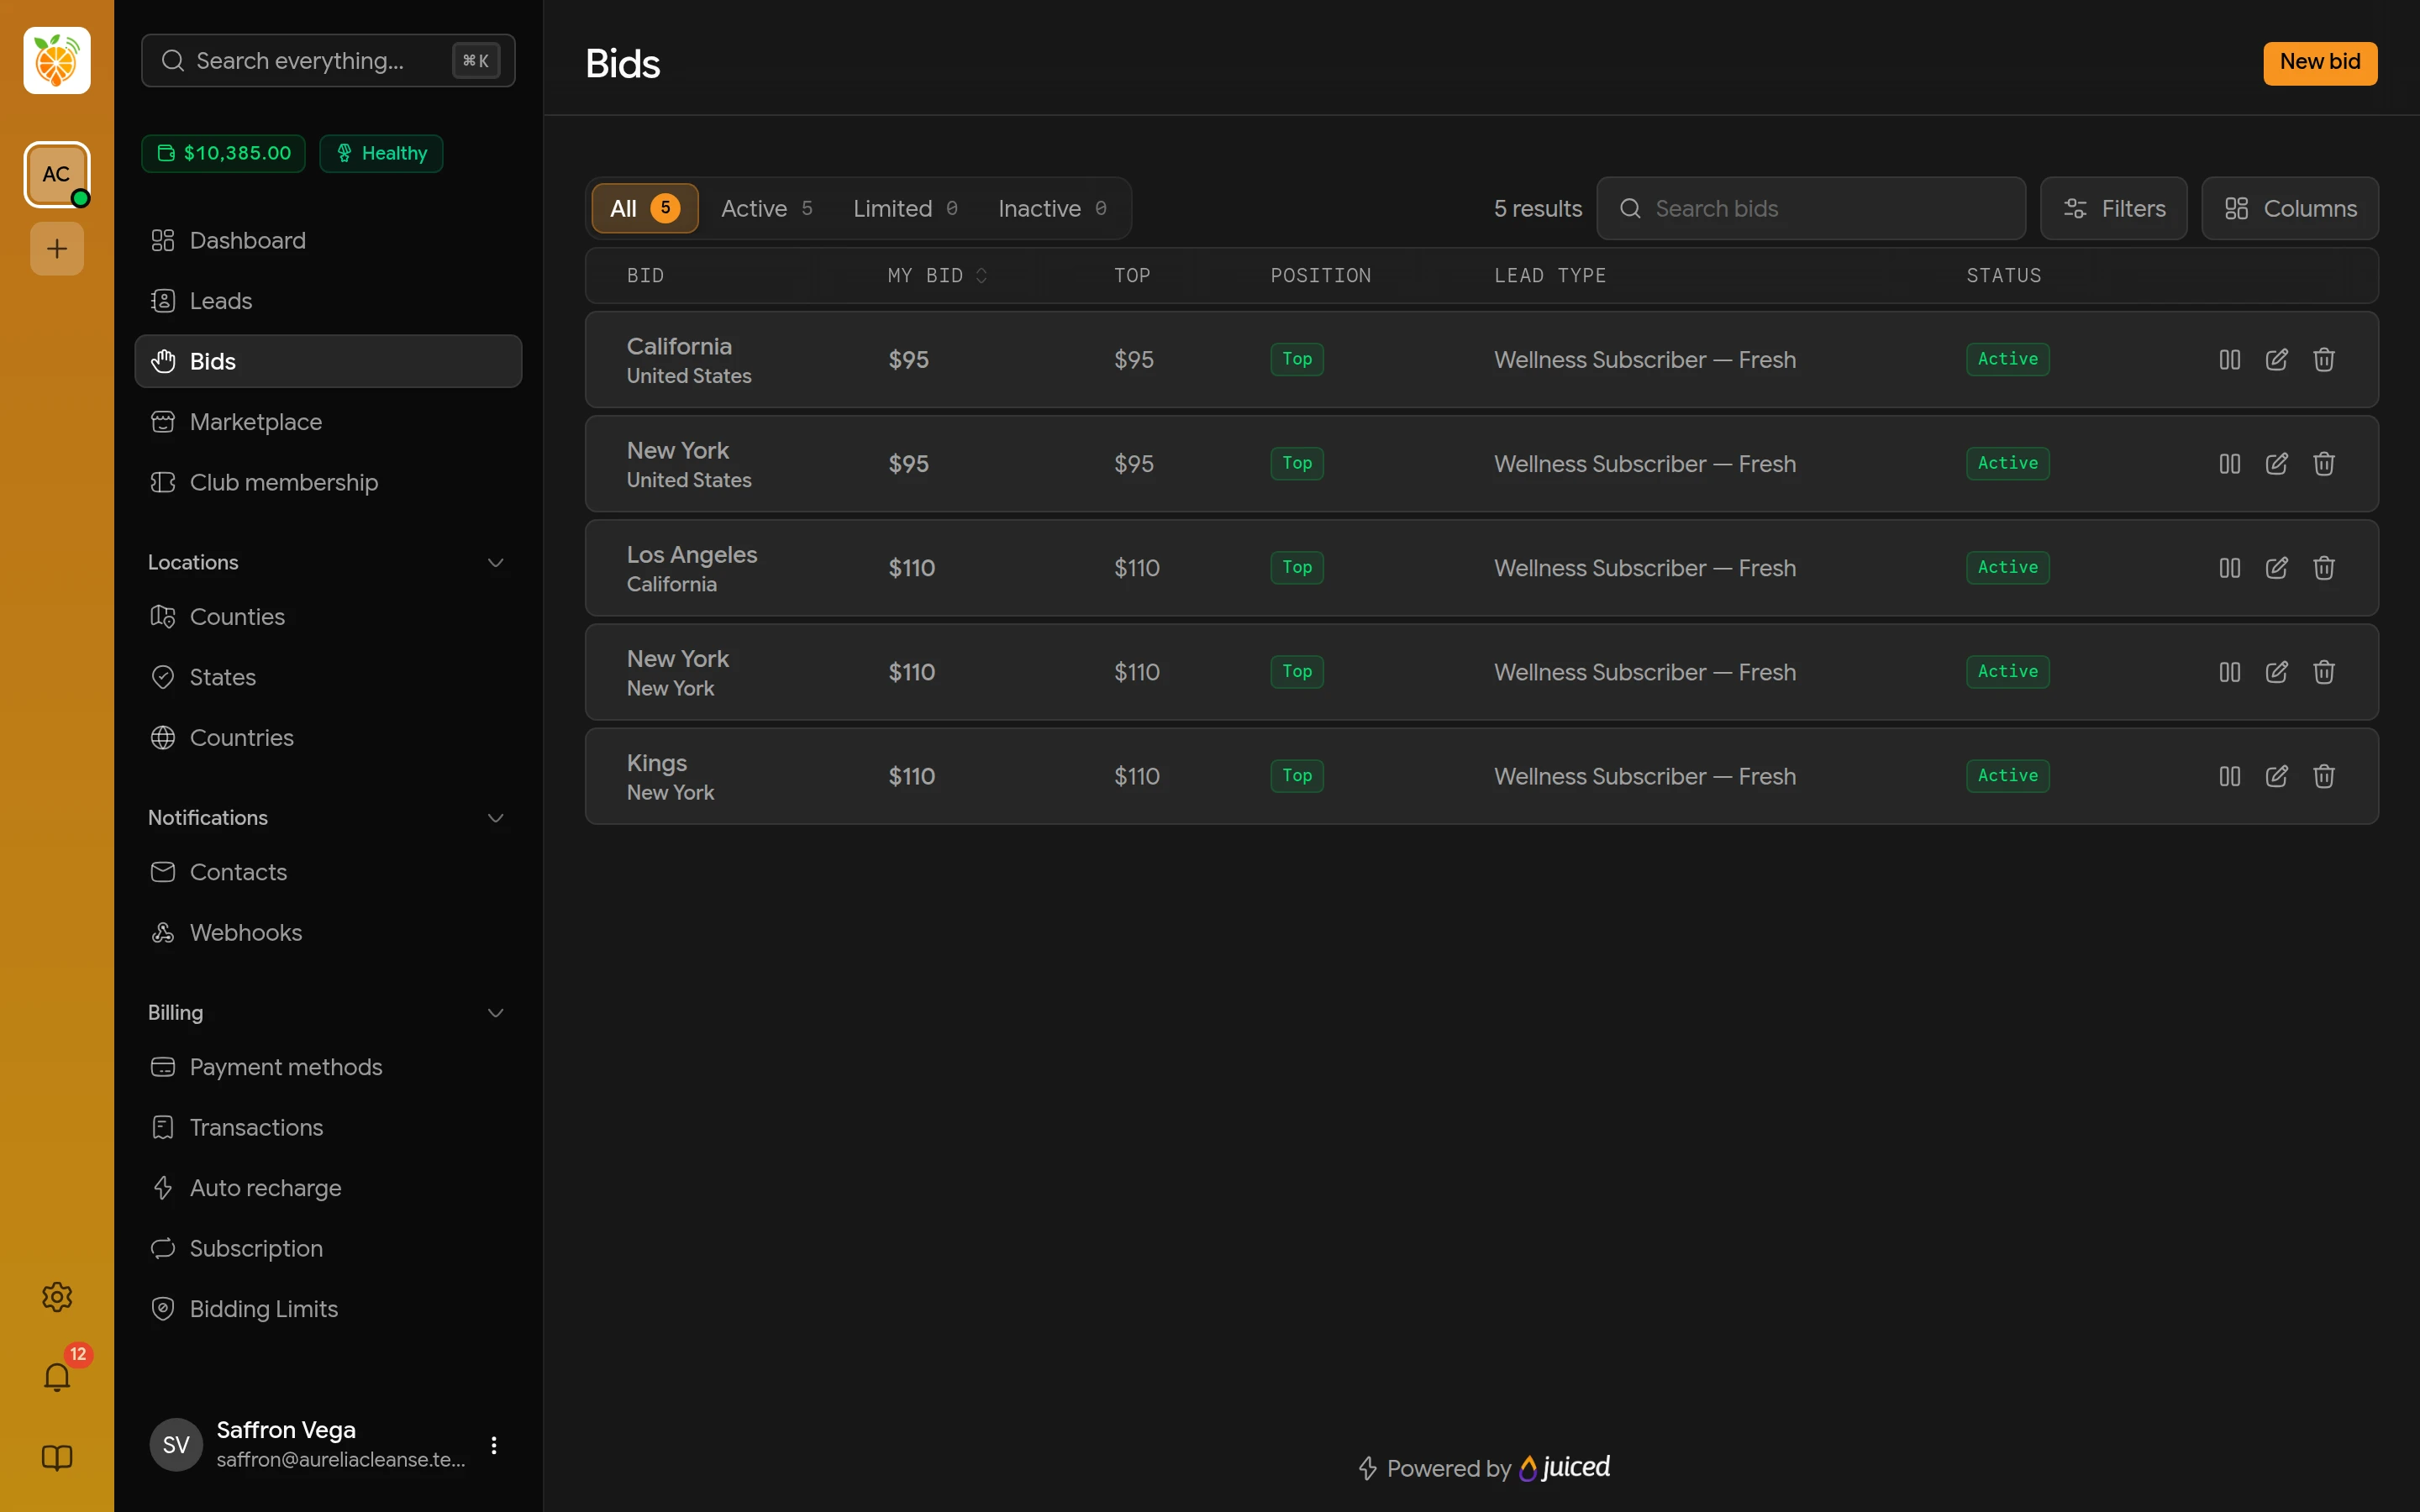 Search everything... ⌘K
AC
$10,385.00 Healthy
Dashboard
Leads
Bids
Marketplace
Club membership
Locations
Counties
States
Countries
Notifications
Contacts
Webhooks
Billing
Payment methods
Transactions
Auto recharge
Subscription
Bidding Limits
12
SV
Saffron Vega
saffron@aureliacleanse.te...
Bids
New bid
All 5 Active 5 Limited 0 Inactive 0
5 results Search bids Filters Columns
BID MY BID TOP POSITION LEAD TYPE STATUS
California
United States
$95 $95 Top Wellness Subscriber — Fresh Active
New York
United States
$95 $95 Top Wellness Subscriber — Fresh Active
Los Angeles
California
$110 $110 Top Wellness Subscriber — Fresh Active
New York
New York
$110 $110 Top Wellness Subscriber — Fresh Active
Kings
New York
$110 $110 Top Wellness Subscriber — Fresh Active
Powered by juiced